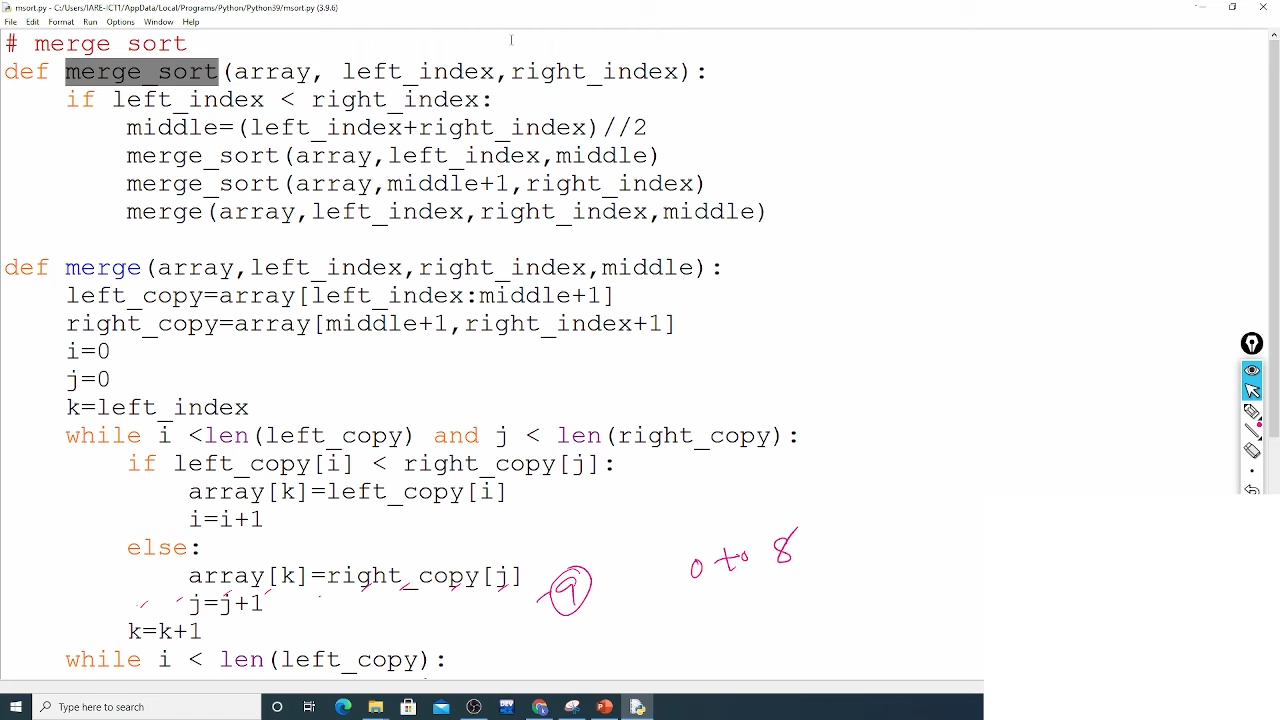 msort.py - C:/Users/IARE-ICT1/AppData/Local/Programs/Python/Python39/msort.py (3.9.6)
File Edit Format Run Options Window Help
# merge sort
def merge_sort(array, left_index,right_index):
    if left_index < right_index:
        middle=(left_index+right_index)//2
        merge_sort(array,left_index,middle)
        merge_sort(array,middle+1,right_index)
        merge(array,left_index,right_index,middle)
def merge(array,left_index,right_index,middle):
    left_copy=array[left_index:middle+1]
    right_copy=array[middle+1,right_index+1]
    i=0
    j=0
    k=left_index
    while i <len(left_copy) and j < len(right_copy):
        if left_copy[i] < right_copy[j]:
            array[k]=left_copy[i]
            i=i+1
        else:
            array[k]=right_copy[j]
            j=j+1
        k=k+1
    while i < len(left_copy):
9
0 to 8
Type here to search
DEV